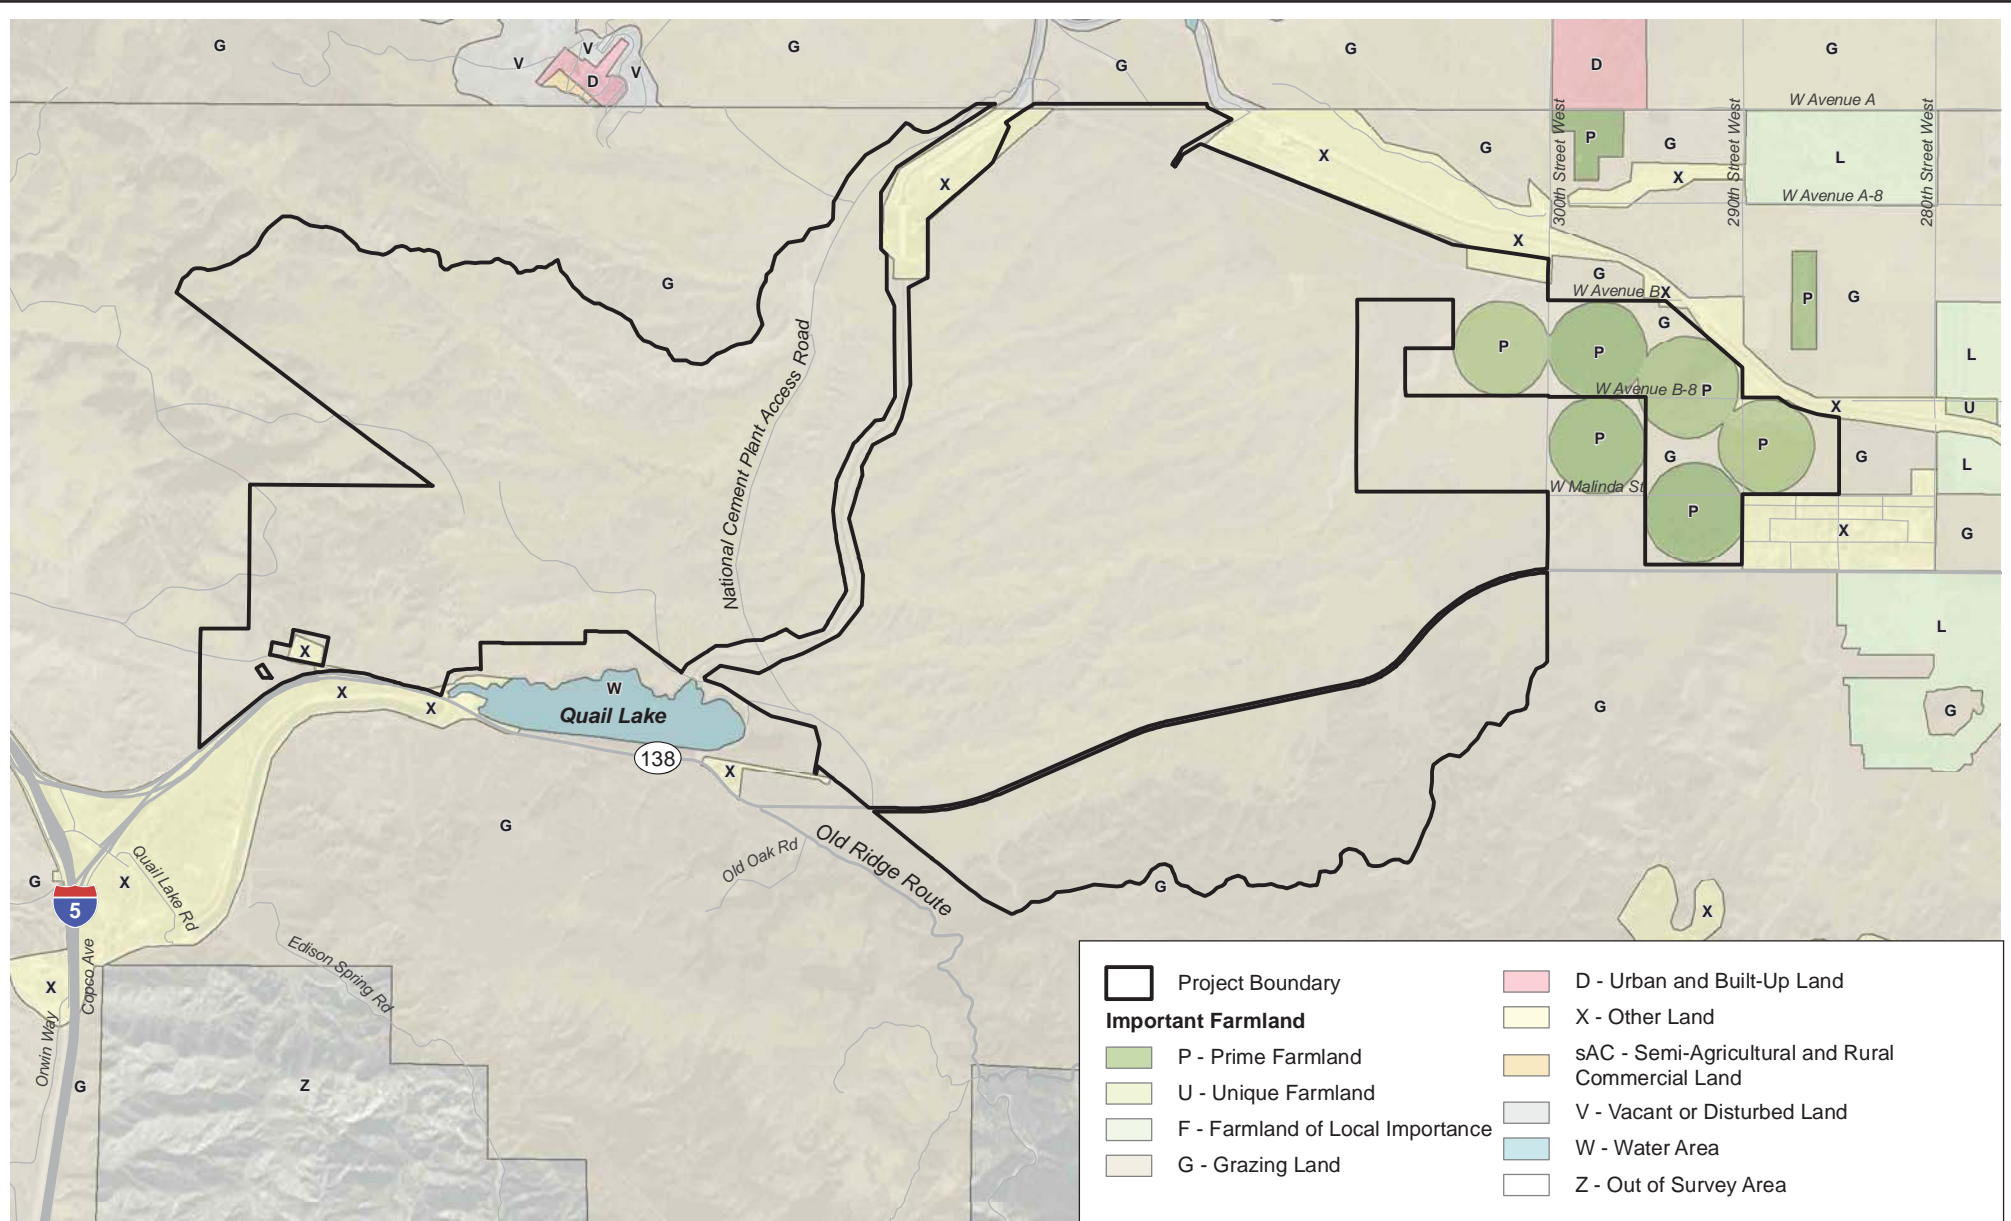 G
V
V
V
D
G
G
G
D
G
W Avenue A
300th Street West
P
G
290th Street West
L
280th Street West
X
W Avenue A-8
X
X
G
X
G
G
W Avenue B
X
G
P
G
P
P
W Avenue B-8
P
L
X
U
P
G
P
G
L
W Malinda St
P
X
G
National Cement Plant Access Road
X
X
X
W
Quail Lake
138
X
L
G
G
G
Old Oak Rd
Old Ridge Route
G
X
G
X
Quail Lake Rd
5
Edison Spring Rd
X
Copco Ave
Orwin Way
G
Z
Project Boundary
Important Farmland
P - Prime Farmland
U - Unique Farmland
F - Farmland of Local Importance
G - Grazing Land
D - Urban and Built-Up Land
X - Other Land
sAC - Semi-Agricultural and Rural
Commercial Land
V - Vacant or Disturbed Land
W - Water Area
Z - Out of Survey Area